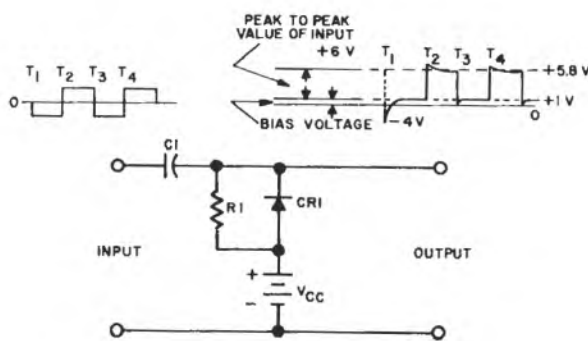 PEAK TO PEAK
VALUE OF INPUT
+6 V
T1 T2 T3 T4
T1 T2 T3 T4
+5.8V
+1 V
0
0
BIAS VOLTAGE
-4 V
C1
R1
CR1
INPUT
OUTPUT
+
VCC
-